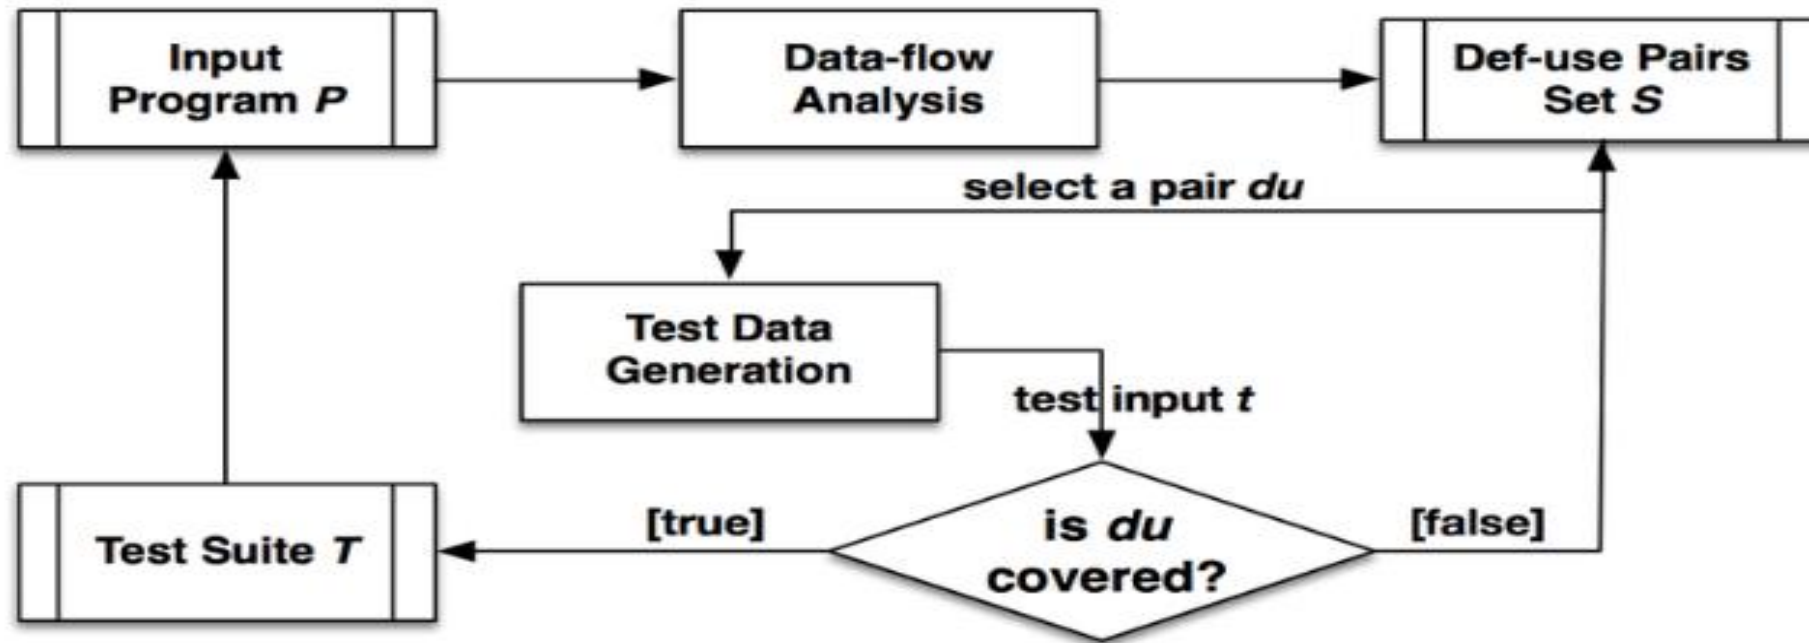 Input
Program P
Data-flow
Analysis
Def-use Pairs
Set S
select a pair du
Test Data
Generation
test input t
is du
covered?
[true]
[false]
Test Suite T